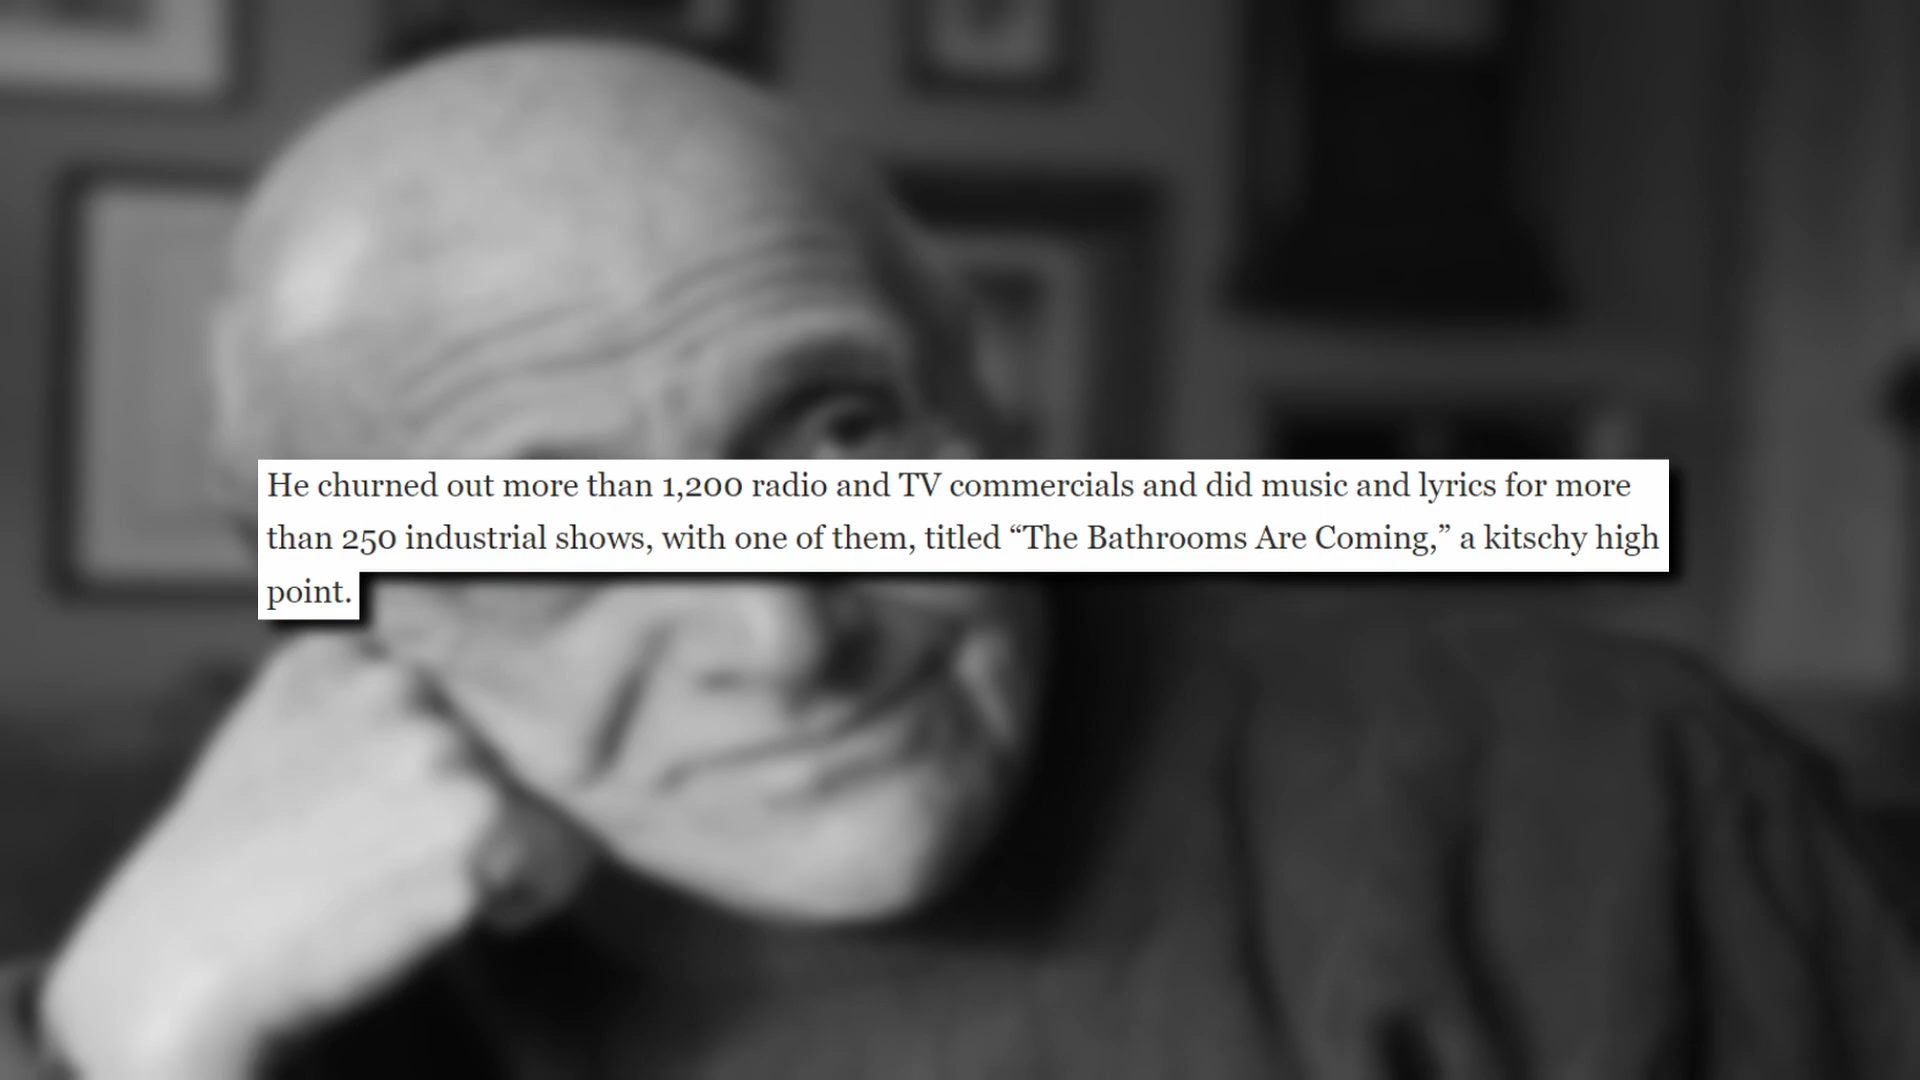 He churned out more than 1,200 radio and TV commercials and did music and lyrics for more
than 250 industrial shows, with one of them, titled “The Bathrooms Are Coming,” a kitschy high
point.